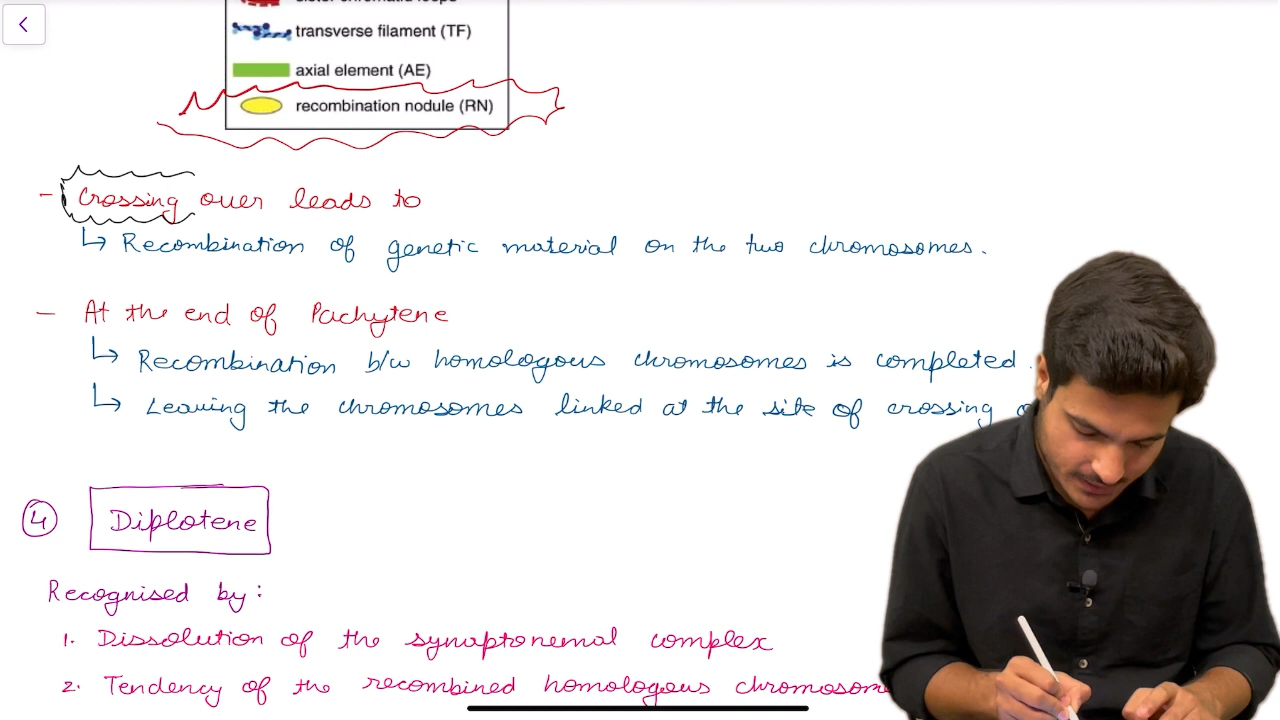 transverse filament (TF)
axial element (AE)
recombination nodule (RN)
- Crossing over leads to
↳ Recombination of genetic material on the two chromosomes.
- At the end of Pachytene
↳ Recombination b/w homologous chromosomes is completed.
↳ Leaving the chromosomes linked at the site of crossing
4 Diplotene
Recognised by:
1. Dissolution of the synaptonemal complex
2. Tendency of the recombined homologous